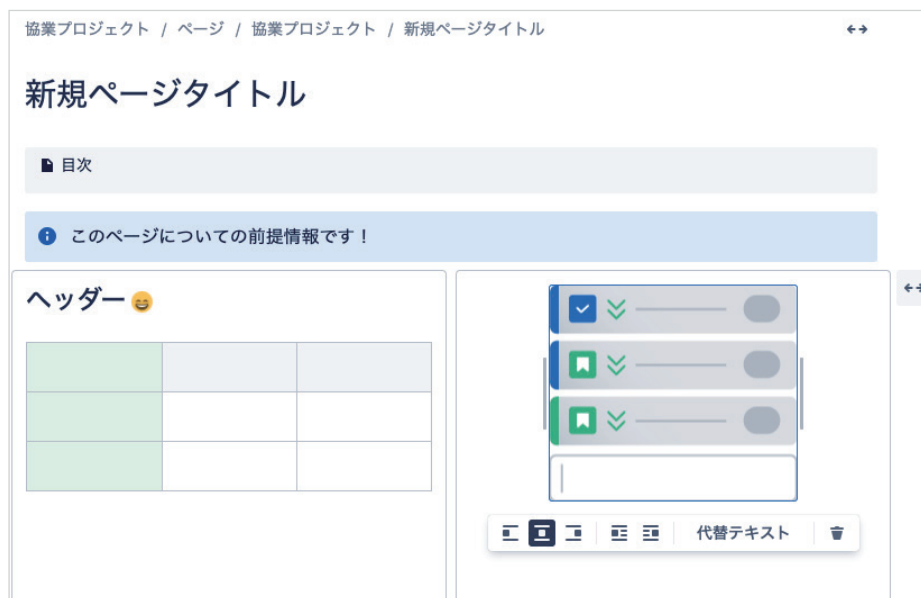 協業プロジェクト / ページ / 協業プロジェクト / 新規ページタイトル
新規ページタイトル
目次
このページについての前提情報です！
ヘッダー😄
代替テキスト